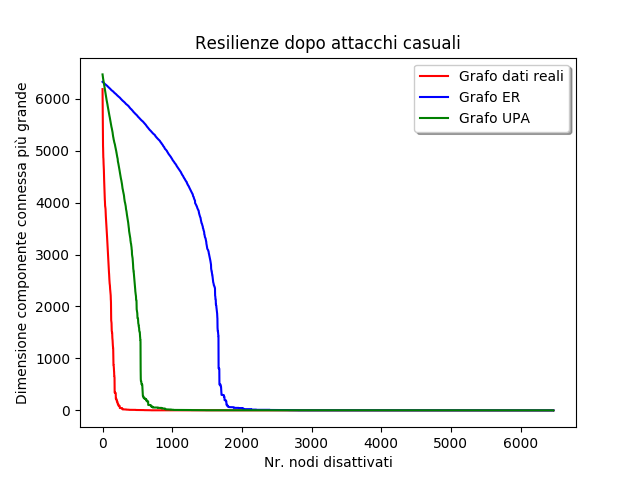 Resilienze dopo attacchi casuali
Dimensione componente connessa più grande
6000
5000
4000
3000
2000
1000
0
Grafo dati reali
Grafo ER
Grafo UPA
0 1000 2000 3000 4000 5000 6000
Nr. nodi disattivati